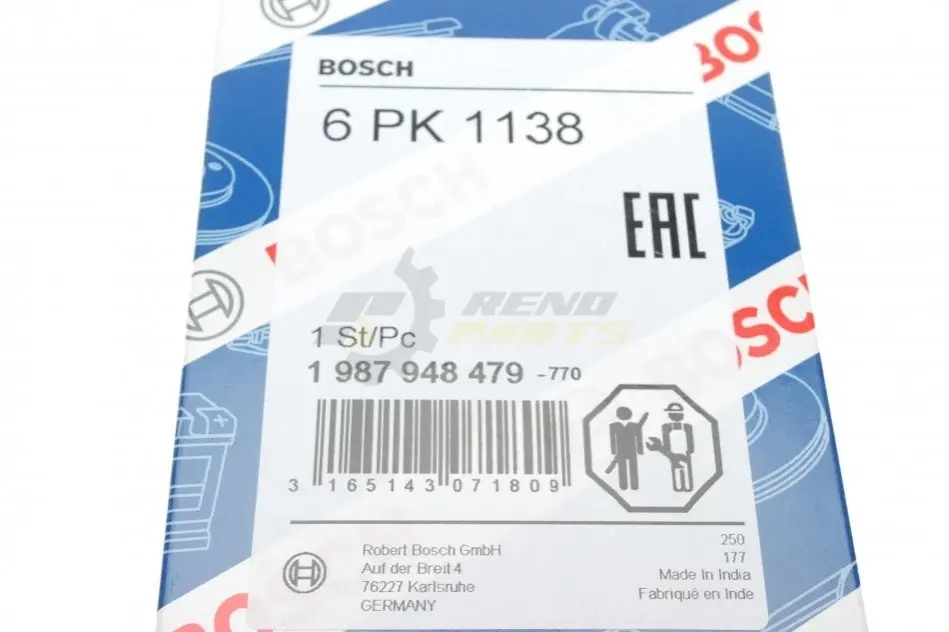 BOSCH
BOSCH
6 PK 1138
BOSCH
EAC
RENO
PARTS
BOSCH
1 St/Pc
1 987 948 479 -770
3 165143 071809
Robert Bosch GmbH
Auf der Breit 4
76227 Karlsruhe
GERMANY
250
177
Made In India
Fabriqué en Inde